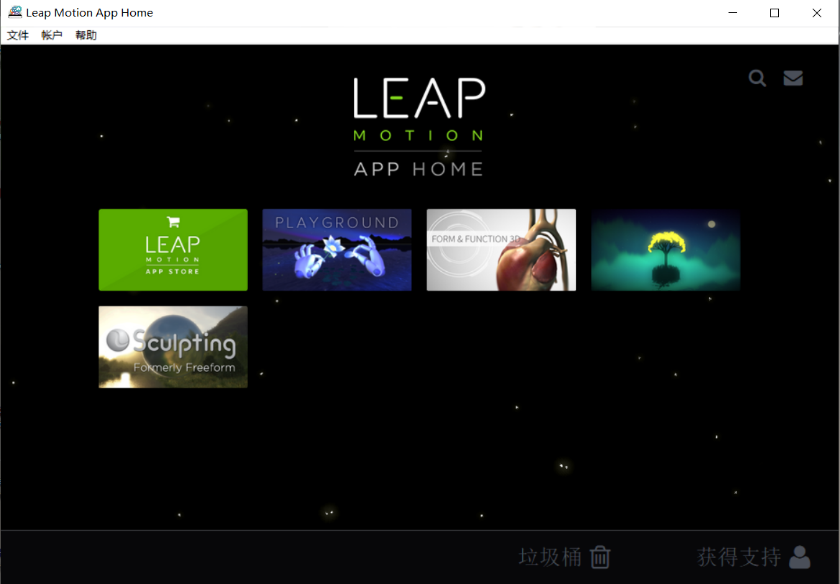 Leap Motion App Home
文件 帐户 帮助
LEAP
MOTION
APP HOME
LEAP
MOTION
APP STORE
PLAYGROUND
FORM & FUNCTION 3D
Sculpting
Formerly Freeform
垃圾桶 获得支持